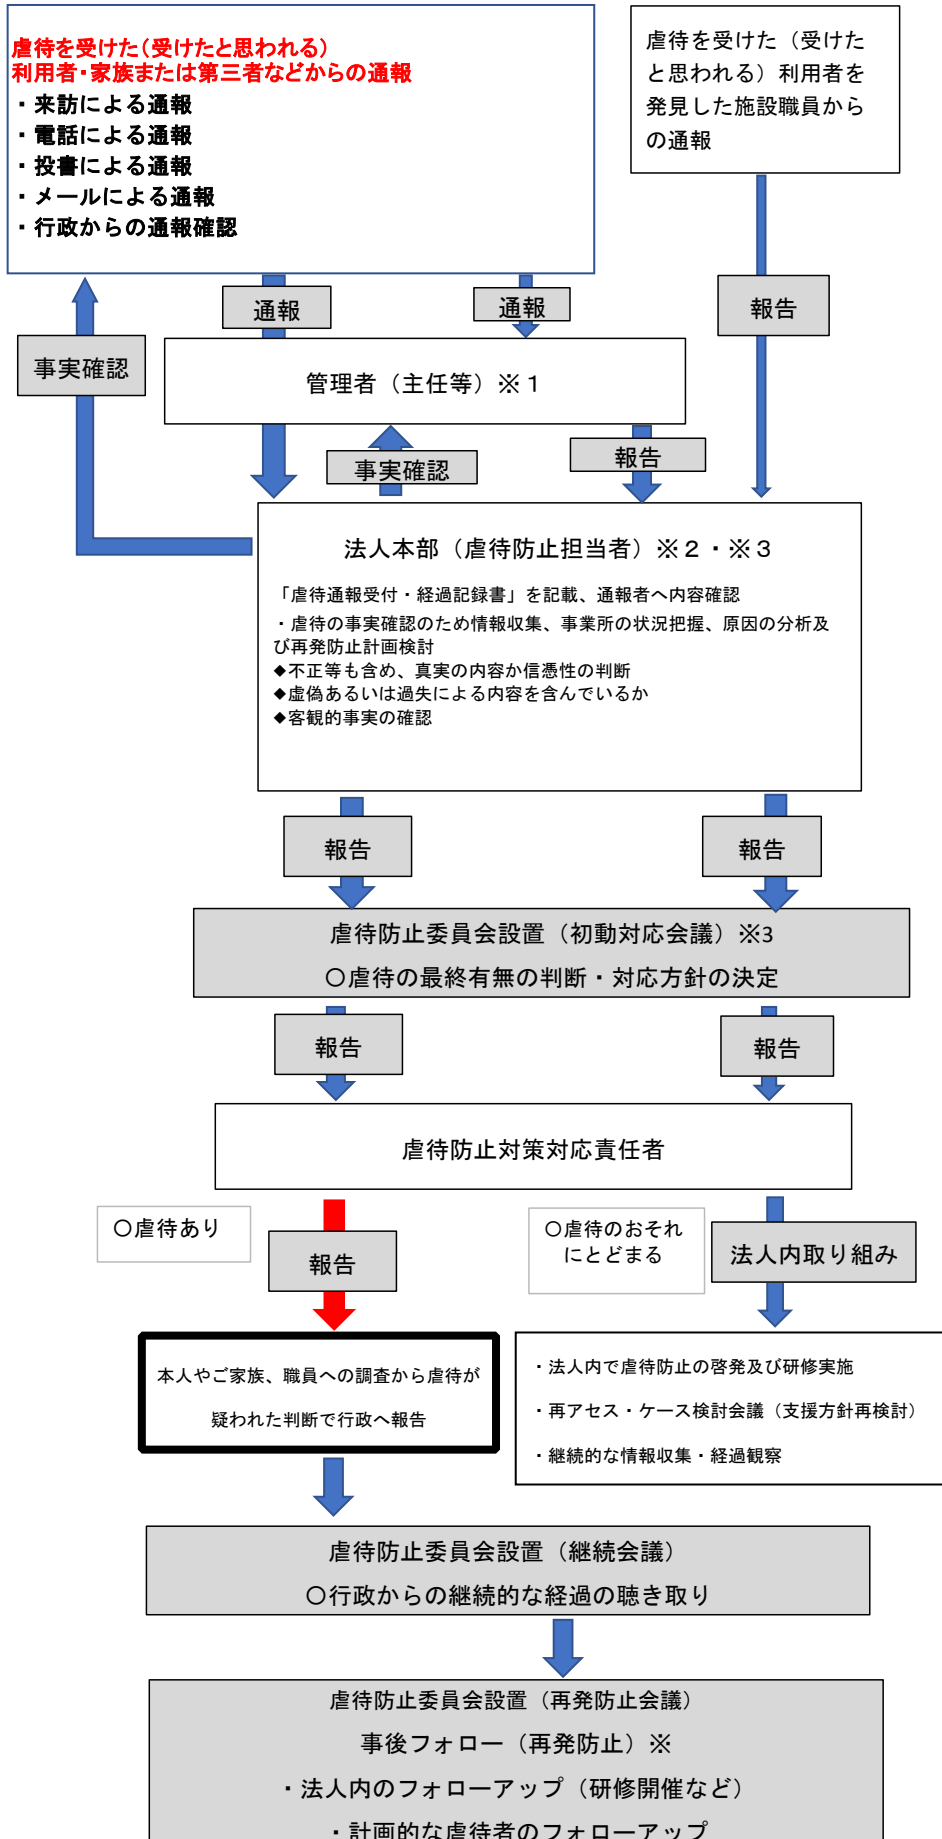 虐待を受けた(受けたと思われる)
利用者・家族または第三者などからの通報
・来訪による通報
・電話による通報
・投書による通報
・メールによる通報
・行政からの通報確認
虐待を受けた（受けた
と思われる）利用者を
発見した施設職員から
の通報
通報
通報
報告
事実確認
管理者（主任等）※１
事実確認
報告
法人本部（虐待防止担当者）※２・※３
「虐待通報受付・経過記録書」を記載、通報者へ内容確認
・虐待の事実確認のため情報収集、事業所の状況把握、原因の分析及
び再発防止計画検討
◆不正等も含め、真実の内容か信憑性の判断
◆虚偽あるいは過失による内容を含んでいるか
◆客観的事実の確認
報告
報告
虐待防止委員会設置（初動対応会議）※3
〇虐待の最終有無の判断・対応方針の決定
報告
報告
虐待防止対策対応責任者
〇虐待あり
報告
〇虐待のおそれ
にとどまる
法人内取り組み
本人やご家族、職員への調査から虐待が
疑われた判断で行政へ報告
・法人内で虐待防止の啓発及び研修実施
・再アセス・ケース検討会議（支援方針再検討）
・継続的な情報収集・経過観察
虐待防止委員会設置（継続会議）
〇行政からの継続的な経過の聴き取り
虐待防止委員会設置（再発防止会議）
事後フォロー（再発防止）※
・法人内のフォローアップ（研修開催など）
・計画的な虐待者のフォローアップ